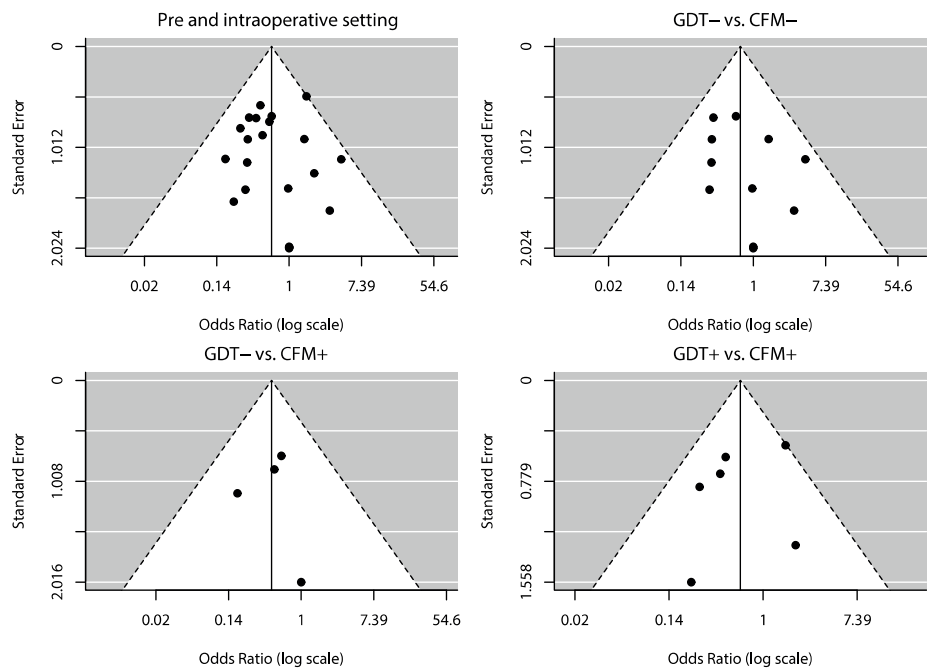 Pre and intraoperative setting
Standard Error
0
1.012
2.024
0.02 0.14 1 7.39 54.6
Odds Ratio (log scale)
GDT− vs. CFM−
Standard Error
0
1.012
2.024
0.02 0.14 1 7.39 54.6
Odds Ratio (log scale)
GDT− vs. CFM+
Standard Error
0
1.008
2.016
0.02 0.14 1 7.39 54.6
Odds Ratio (log scale)
GDT+ vs. CFM+
Standard Error
0
0.779
1.558
0.02 0.14 1 7.39
Odds Ratio (log scale)